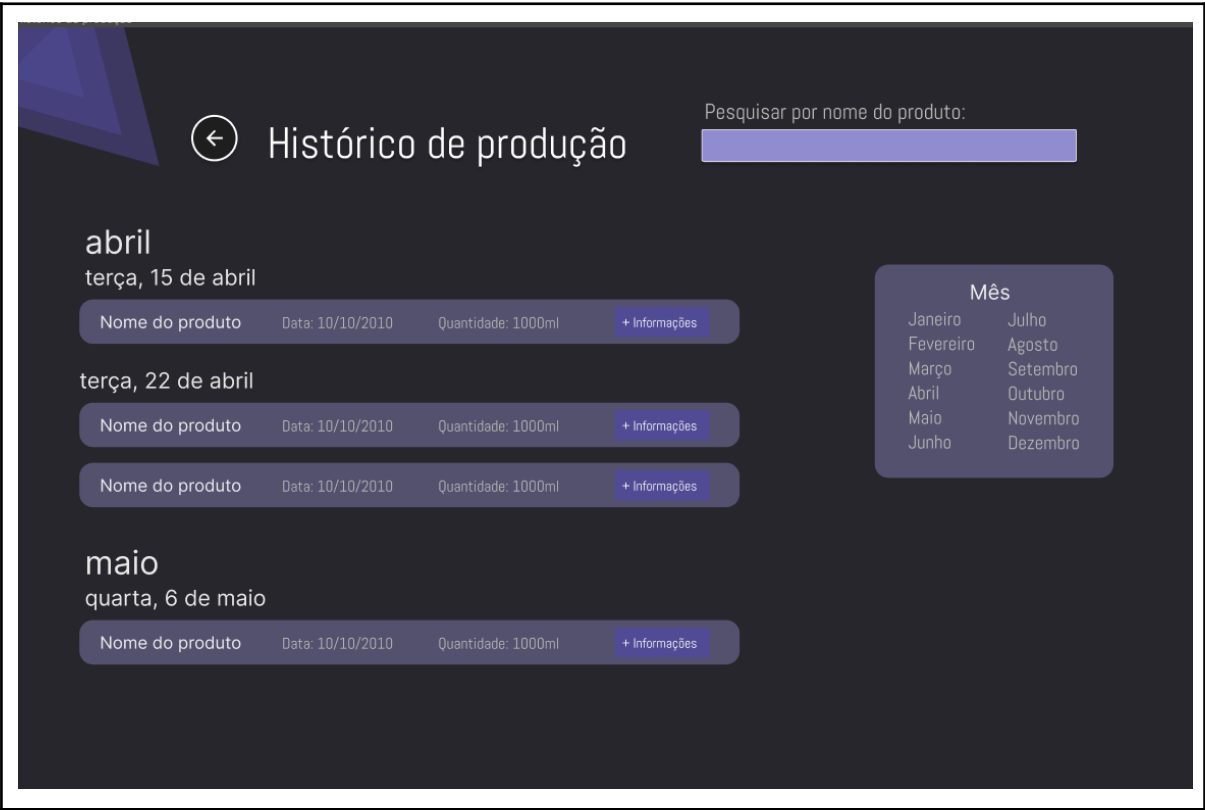 Histórico de produção
Pesquisar por nome do produto:
abril
terça, 15 de abril
Nome do produto Data: 10/10/2010 Quantidade: 1000ml + Informações
terça, 22 de abril
Nome do produto Data: 10/10/2010 Quantidade: 1000ml + Informações
Nome do produto Data: 10/10/2010 Quantidade: 1000ml + Informações
maio
quarta, 6 de maio
Nome do produto Data: 10/10/2010 Quantidade: 1000ml + Informações
Mês
Janeiro Julho
Fevereiro Agosto
Março Setembro
Abril Outubro
Maio Novembro
Junho Dezembro